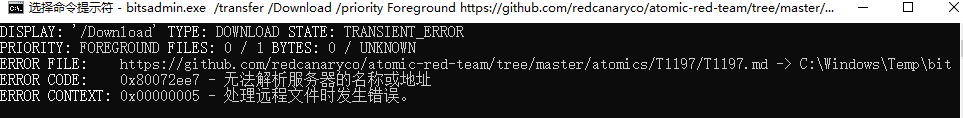 选择命令提示符 - bitsadmin.exe /transfer /Download /priority Foreground https://github.com/redcanaryco/atomic-red-team/tree/master/...
DISPLAY: '/Download' TYPE: DOWNLOAD STATE: TRANSIENT_ERROR
PRIORITY: FOREGROUND FILES: 0 / 1 BYTES: 0 / UNKNOWN
ERROR FILE:    https://github.com/redcanaryco/atomic-red-team/tree/master/atomics/T1197/T1197.md -> C:\Windows\Temp\bit
ERROR CODE:    0x80072ee7 - 无法解析服务器的名称或地址
ERROR CONTEXT: 0x00000005 - 处理远程文件时发生错误。